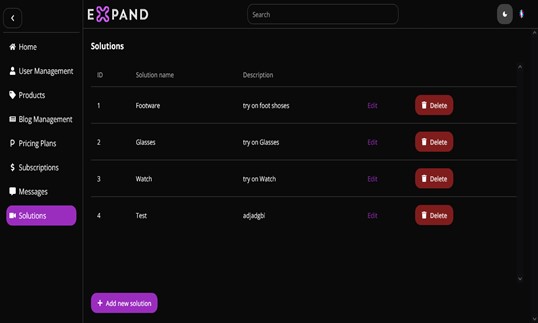 EXPAND
Search
Home
User Management
Products
Blog Management
Pricing Plans
Subscriptions
Messages
Solutions
Solutions
ID Solution name Description
1 Footware try on foot shoses Edit Delete
2 Glasses try on Glasses Edit Delete
3 Watch try on Watch Edit Delete
4 Test adjadgbi Edit Delete
+ Add new solution